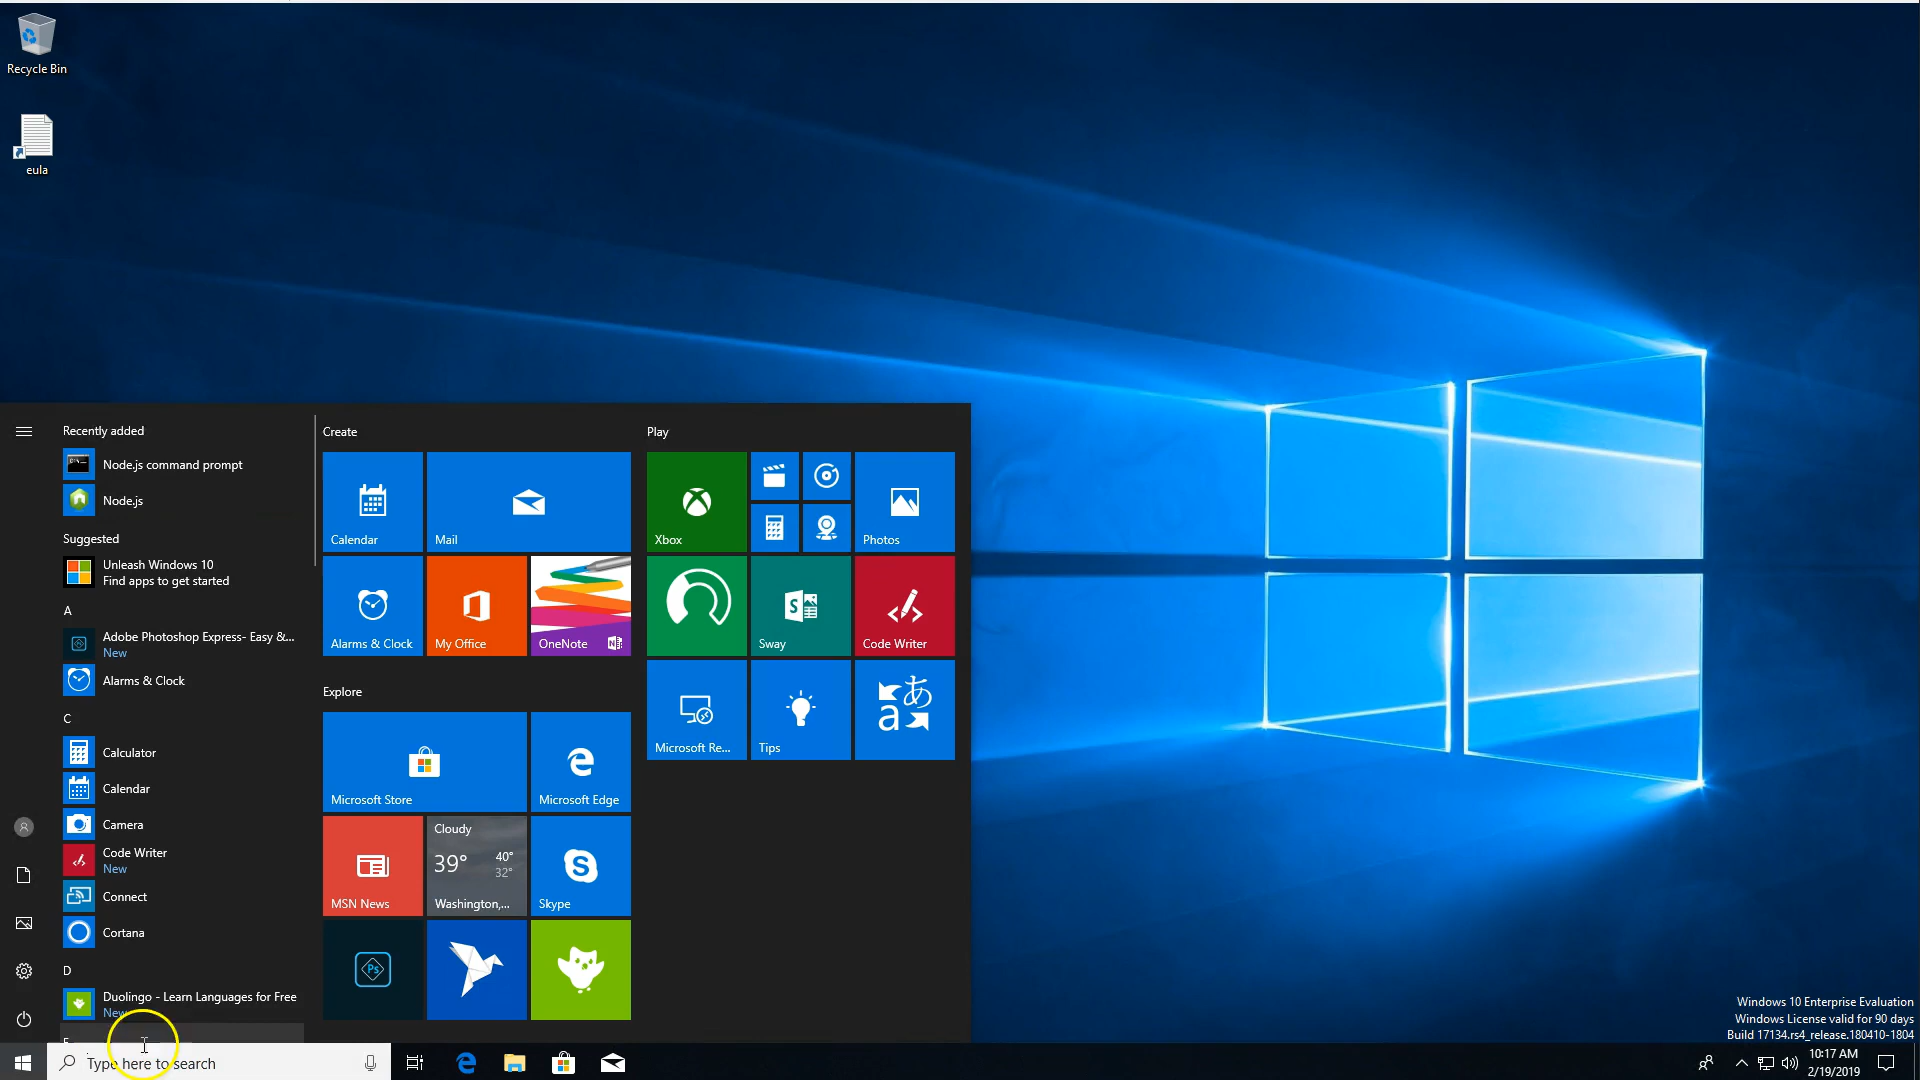 Recycle Bin
eula
Recently added
Node.js command prompt
Node.js
Suggested
Unleash Windows 10
Find apps to get started
A
Adobe Photoshop Express- Easy &...
New
Alarms & Clock
C
Calculator
Calendar
Camera
Code Writer
New
Connect
Cortana
D
Duolingo - Learn Languages for Free
New
Create
Calendar
Mail
Alarms & Clock
My Office
OneNote
N
Explore
Microsoft Store
Microsoft Edge
MSN News
Cloudy
39°
40°
32°
Washington,...
Skype
Ps
Play
Xbox
Photos
S
Sway
Code Writer
Microsoft Re...
Tips
あ
a
Windows 10 Enterprise Evaluation
Windows License valid for 90 days
Build 17134.rs4_release.180410-1804
Type here to search
10:17 AM
2/19/2019